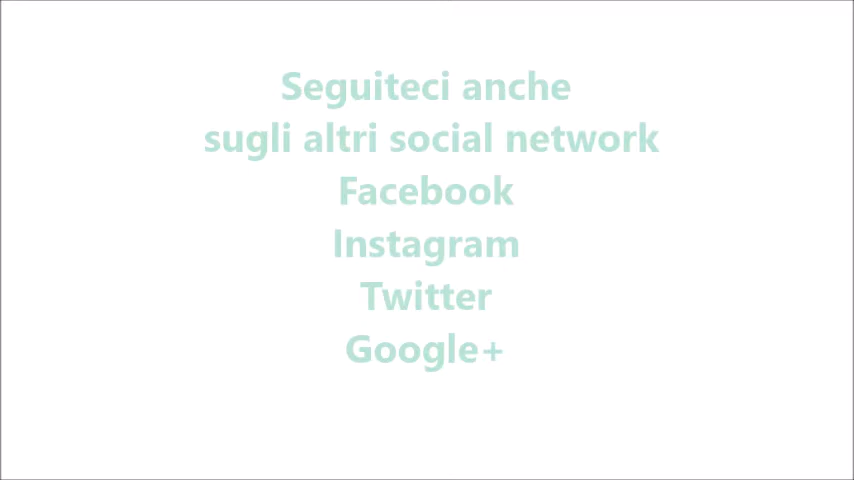 Seguiteci anche
sugli altri social network
Facebook
Instagram
Twitter
Google+